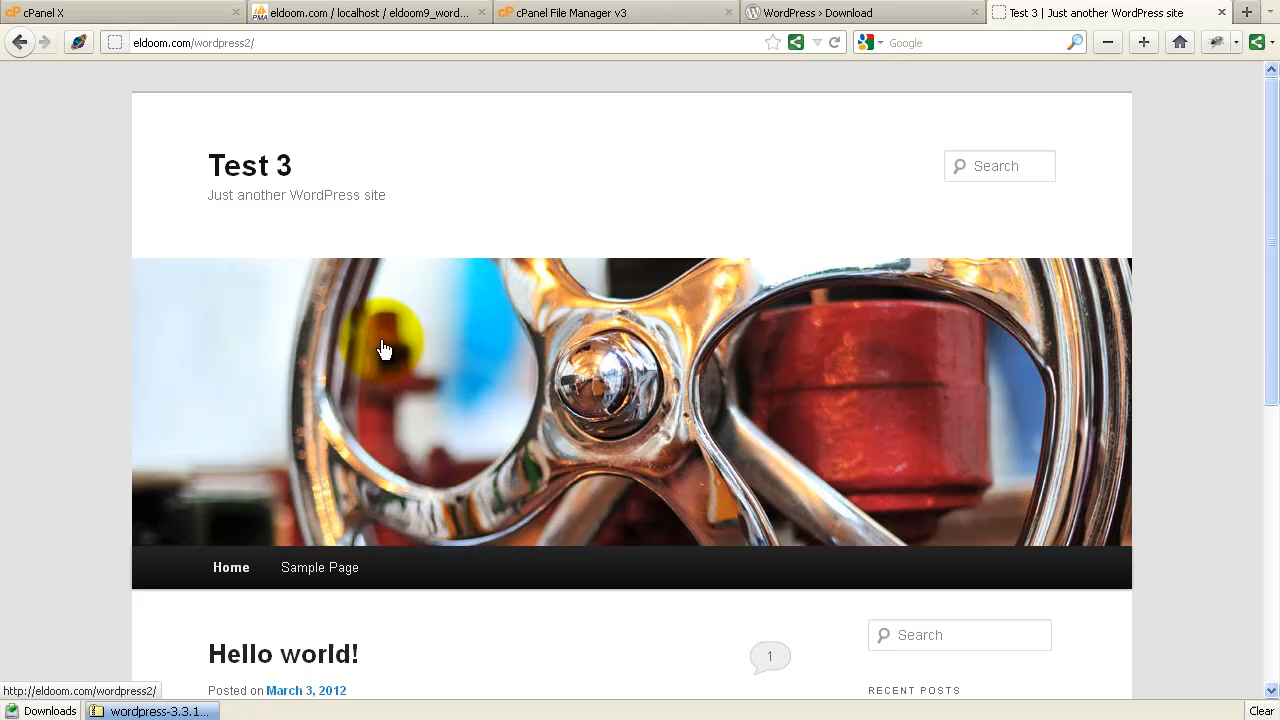 cPanel X
eldoom.com / localhost / eldoom9_word...
cPanel File Manager v3
WordPress › Download
Test 3 | Just another WordPress site
eldoom.com/wordpress2/
Google
Test 3
Search
Just another WordPress site
Home
Sample Page
Hello world!
1
Search
Posted on March 3, 2012
RECENT POSTS
http://eldoom.com/wordpress2/
Downloads
wordpress-3.3.1...
Clear